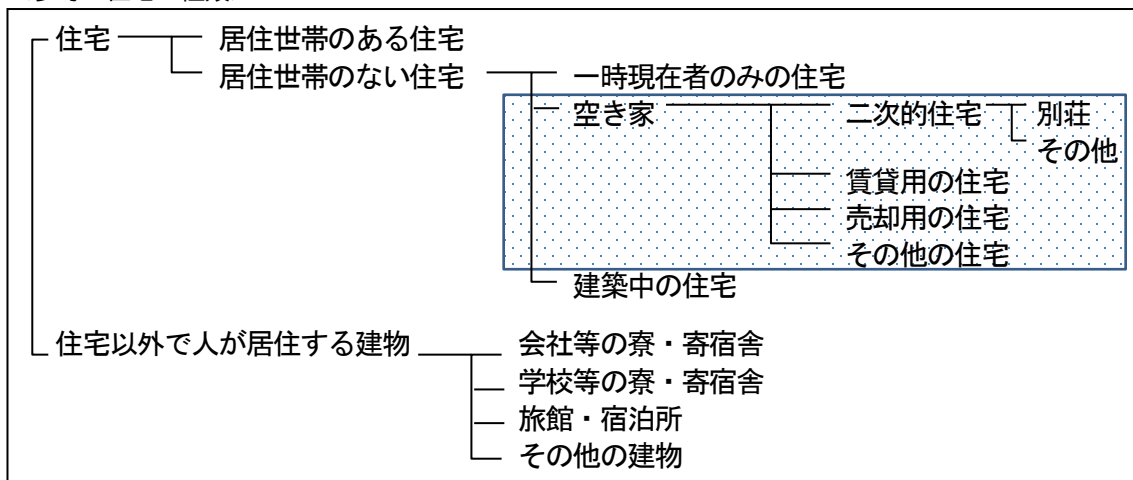 住宅 居住世帯のある住宅
居住世帯のない住宅 一時現在者のみの住宅
空き家 二次的住宅 別荘
その他
賃貸用の住宅
売却用の住宅
その他の住宅
建築中の住宅
住宅以外で人が居住する建物 会社等の寮・寄宿舎
学校等の寮・寄宿舎
旅館・宿泊所
その他の建物